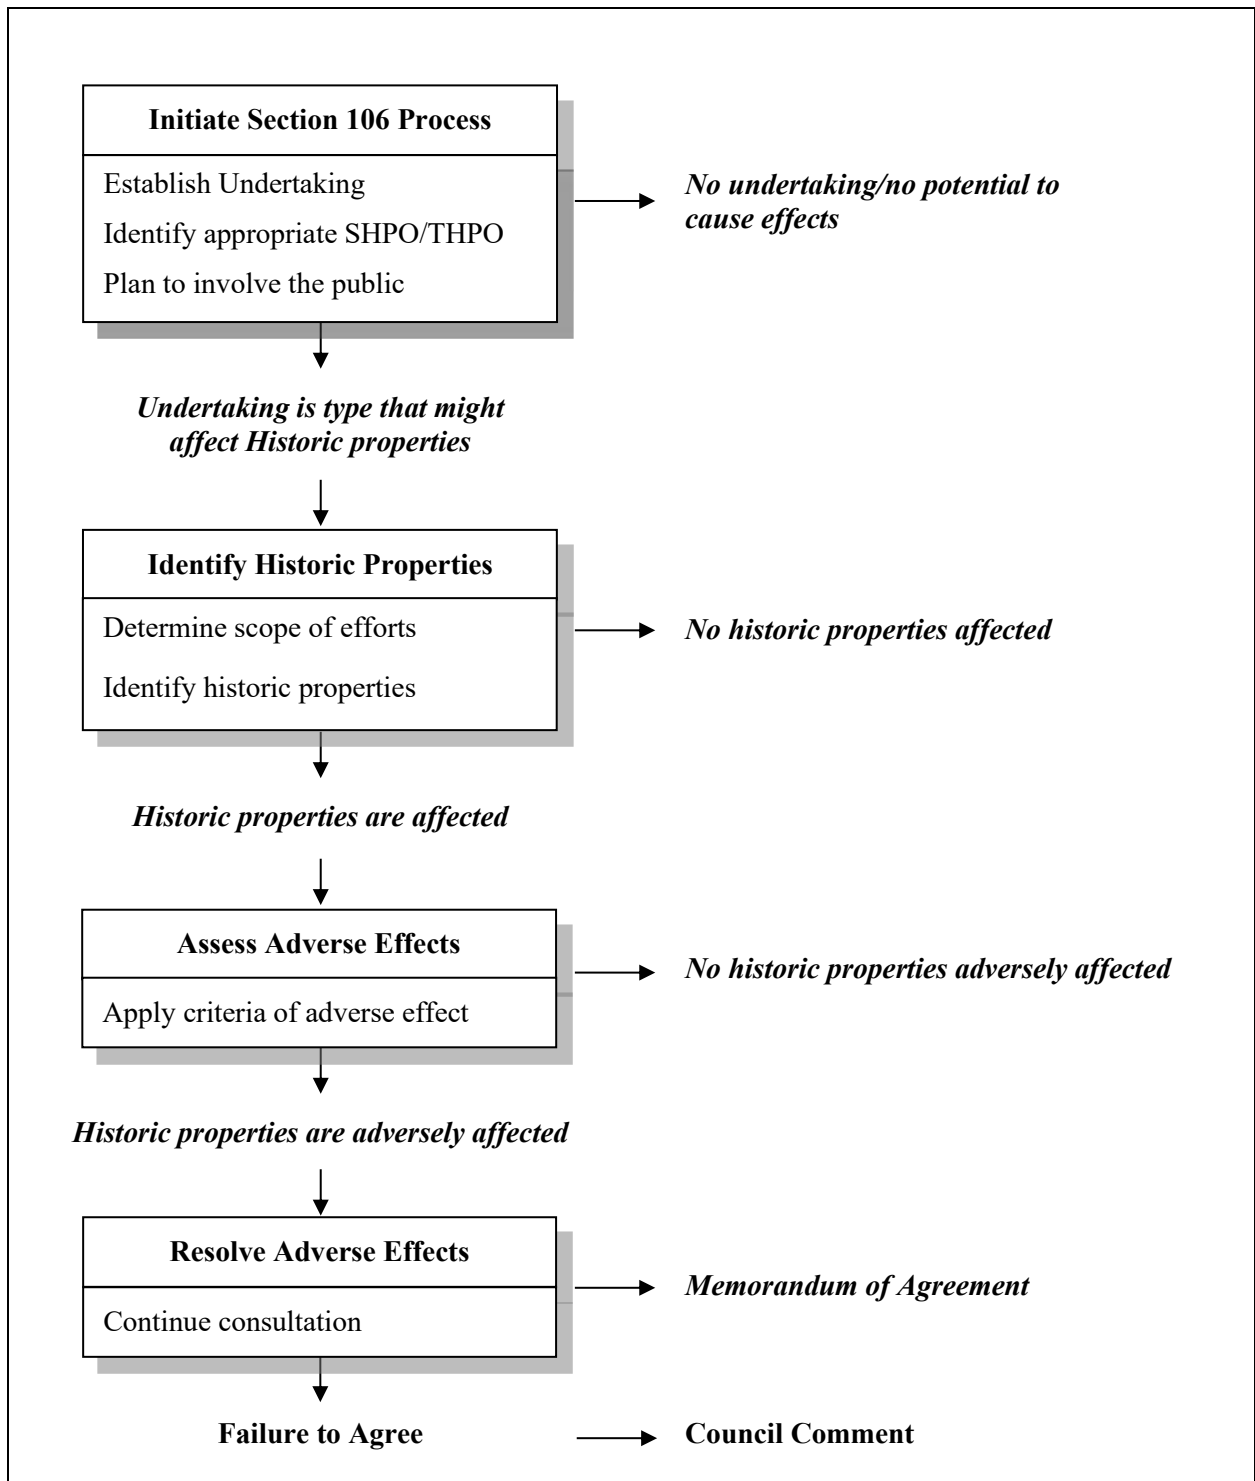 Initiate Section 106 Process
Establish Undertaking
Identify appropriate SHPO/THPO
Plan to involve the public
No undertaking/no potential to
cause effects
Undertaking is type that might
affect Historic properties
Identify Historic Properties
Determine scope of efforts
Identify historic properties
No historic properties affected
Historic properties are affected
Assess Adverse Effects
Apply criteria of adverse effect
No historic properties adversely affected
Historic properties are adversely affected
Resolve Adverse Effects
Continue consultation
Memorandum of Agreement
Failure to Agree
Council Comment